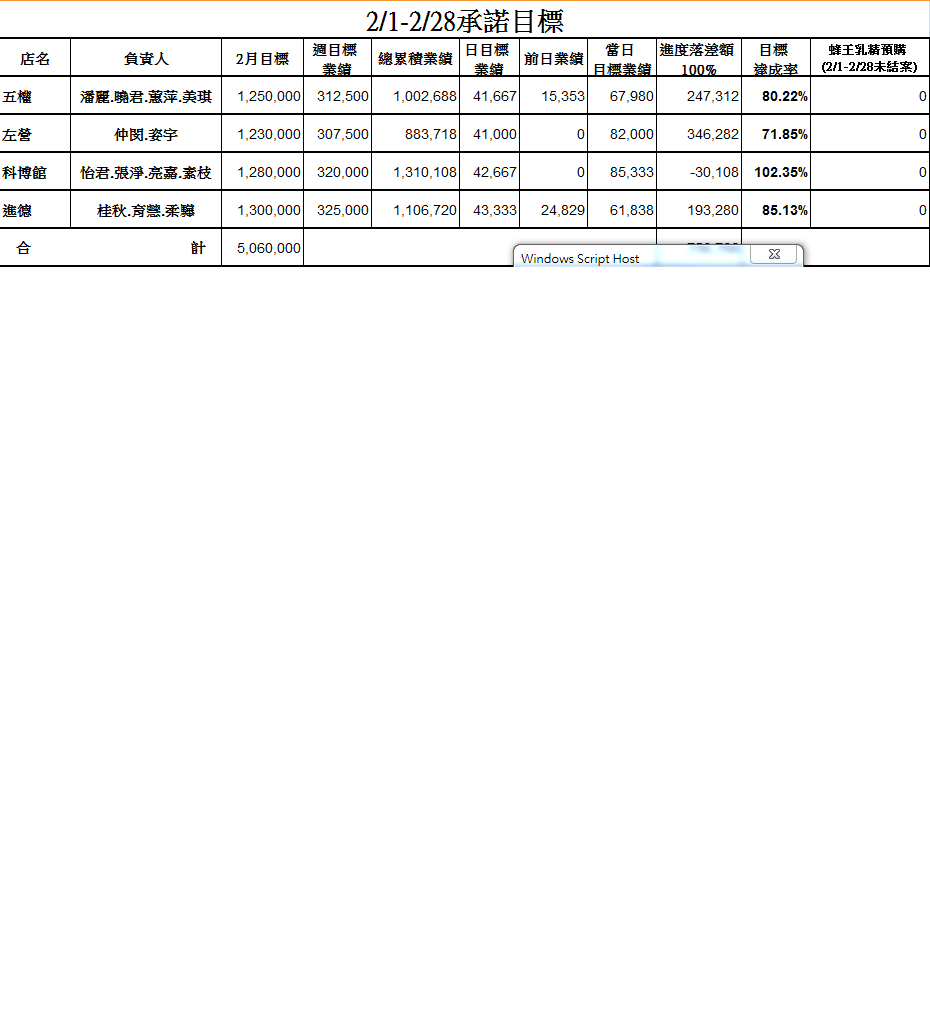 2/1-2/28承諾目標
店名 負責人 2月目標 週目標業績 總累積業績 日目標業績 前日業績 當日目標業績 進度落差額100% 目標達成率 蜂王乳精預購(2/1-2/28未結案)
五權 潘麗.曉君.蕙萍.美琪 1,250,000 312,500 1,002,688 41,667 15,353 67,980 247,312 80.22% 0
左營 仲閔.姿宇 1,230,000 307,500 883,718 41,000 0 82,000 346,282 71.85% 0
科博館 怡君.張淨.亮嘉.素枝 1,280,000 320,000 1,310,108 42,667 0 85,333 -30,108 102.35% 0
進德 桂秋.育慧.柔驊 1,300,000 325,000 1,106,720 43,333 24,829 61,838 193,280 85.13% 0
合 計 5,060,000
Windows Script Host